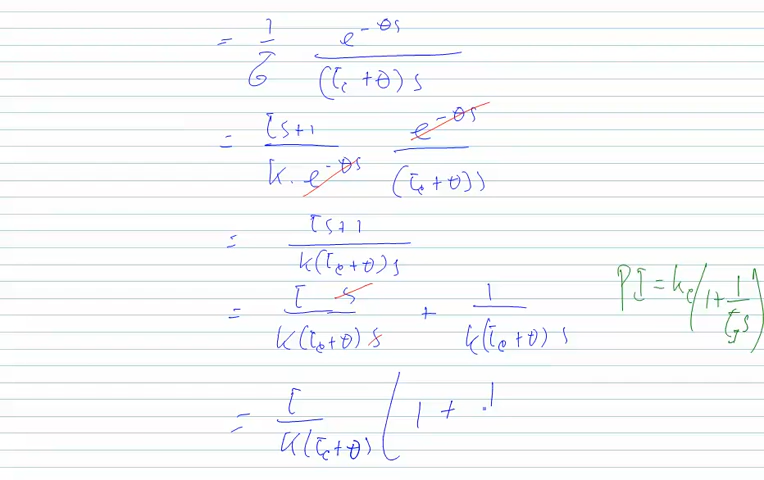 = 1/G e^{-θs}/((τc + θ)s)
= (τs+1)/(k.e^{-θs}) e^{-θs}/((τc + θ)s)
= (τs+1)/(k(τc+θ)s)
= τs/(k(τc+θ)s) + 1/(k(τc+θ)s)
PI = kc(1 + 1/(τI s))
= τ/(k(τc+θ)) (1 + 1